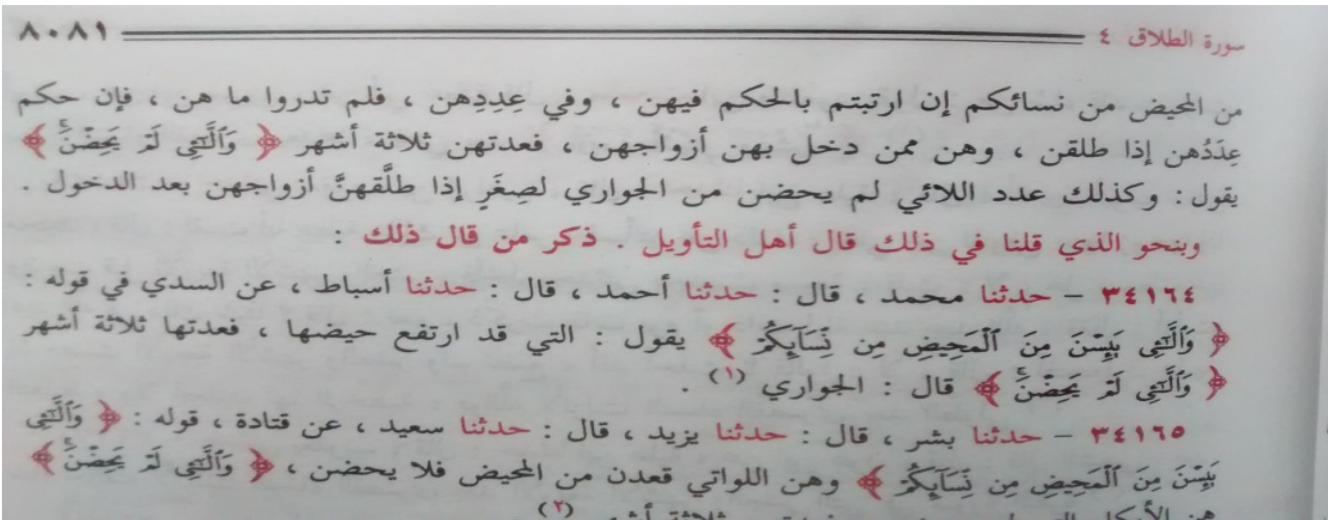 سورة الطلاق ٤ ٨٠٨١
من المحيض من نسائكم إن ارتبتم بالحكم فيهن ، وفي عِدِدِهن ، فلم تدروا ما هن ، فإن حكم
عِدَدُهن إذا طلقن ، وهن ممن دخل بهن أزواجهن ، فعدتهن ثلاثة أشهر ﴿ وَٱلَّٰٓـِٔى لَمۡ يَحِضۡنَۚ ﴾
يقول : وكذلك عدد اللائي لم يحضن من الجواري لصِغَرٍ إذا طلَّقهنَّ أزواجهن بعد الدخول .
وبنحو الذي قلنا في ذلك قال أهل التأويل . ذكر من قال ذلك :
٣٤١٦٤ – حدثنا محمد ، قال : حدثنا أحمد ، قال : حدثنا أسباط ، عن السدي في قوله :
﴿ وَٱلَّٰٓـِٔى يَئِسۡنَ مِنَ ٱلۡمَحِيضِ مِن نِّسَآئِكُمۡ ﴾ يقول : التي قد ارتفع حيضها ، فعدتها ثلاثة أشهر
﴿ وَٱلَّٰٓـِٔى لَمۡ يَحِضۡنَۚ ﴾ قال : الجواري (١) .
٣٤١٦٥ – حدثنا بشر ، قال : حدثنا يزيد ، قال : حدثنا سعيد ، عن قتادة ، قوله : ﴿ وَٱلَّٰٓـِٔى
يَئِسۡنَ مِنَ ٱلۡمَحِيضِ مِن نِّسَآئِكُمۡ ﴾ وهن اللواتي قعدن من المحيض فلا يحضن ، ﴿ وَٱلَّٰٓـِٔى لَمۡ يَحِضۡنَۚ ﴾
ثلاثة أشهر (٢)